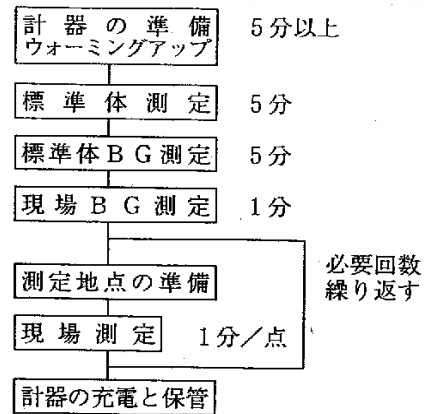 計器の準備 5分以上
ウォーミングアップ
標準体測定 5分
標準体BG測定 5分
現場BG測定 1分
測定地点の準備
必要回数
繰り返す
現場測定 1分/点
計器の充電と保管